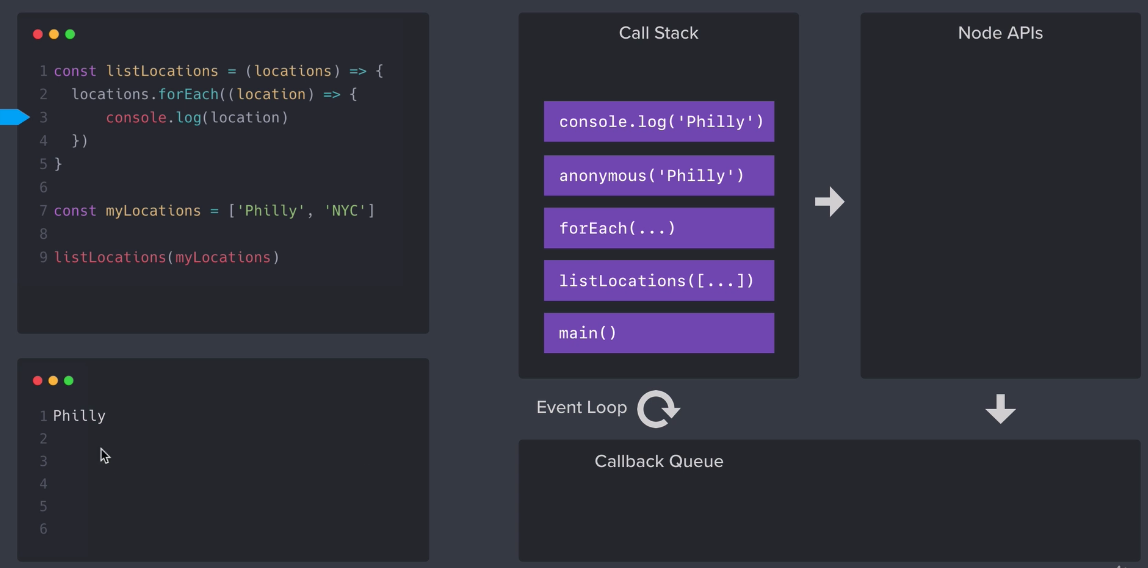 1 const listLocations = (locations) => {
2 locations.forEach((location) => {
3 console.log(location)
4 })
5 }
6
7 const myLocations = ['Philly', 'NYC']
8
9 listLocations(myLocations)
1 Philly
2
3
4
5
6
Call Stack
console.log('Philly')
anonymous('Philly')
forEach(...)
listLocations([...])
main()
Node APIs
Event Loop
Callback Queue